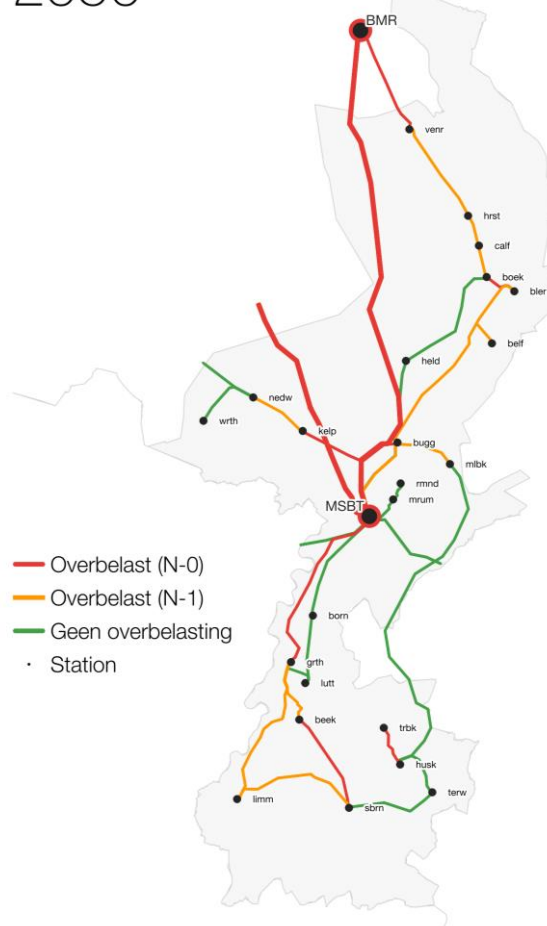 BMR
venr
hrst
calf
boek
bler
belf
held
nedw
wrth
kelp
bugg
mlbk
rmnd
mrum
MSBT
Overbelast (N-0)
Overbelast (N-1)
Geen overbelasting
Station
born
grth
lutt
beek
trbk
husk
limm
sbrn
terw